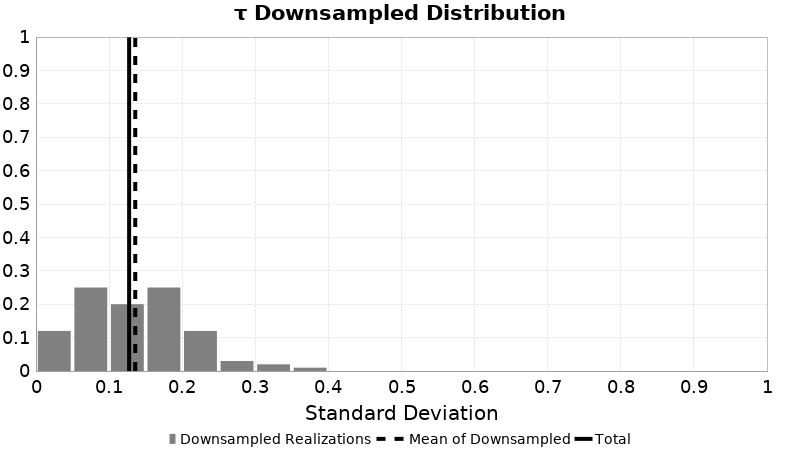 τ Downsampled Distribution
1
0.9
0.8
0.7
0.6
0.5
0.4
0.3
0.2
0.1
0
0 0.1 0.2 0.3 0.4 0.5 0.6 0.7 0.8 0.9 1
Standard Deviation
Downsampled Realizations Mean of Downsampled Total